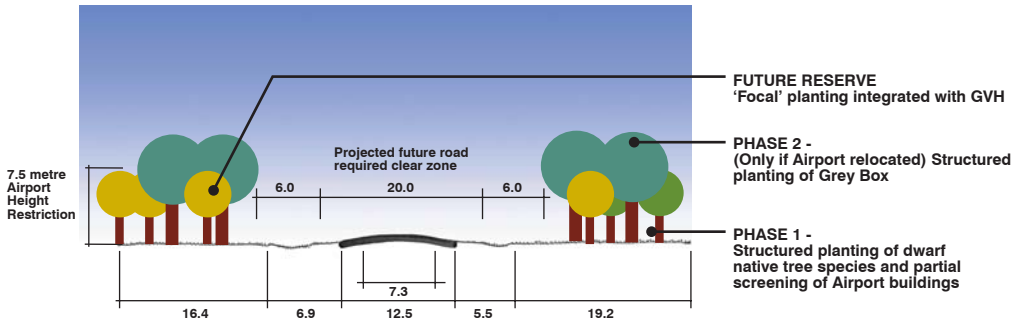 FUTURE RESERVE
‘Focal’ planting integrated with GVH
PHASE 2 -
(Only if Airport relocated) Structured
planting of Grey Box
PHASE 1 -
Structured planting of dwarf
native tree species and partial
screening of Airport buildings
Projected future road
required clear zone
7.5 metre
Airport
Height
Restriction
6.0
20.0
6.0
7.3
16.4
6.9
12.5
5.5
19.2